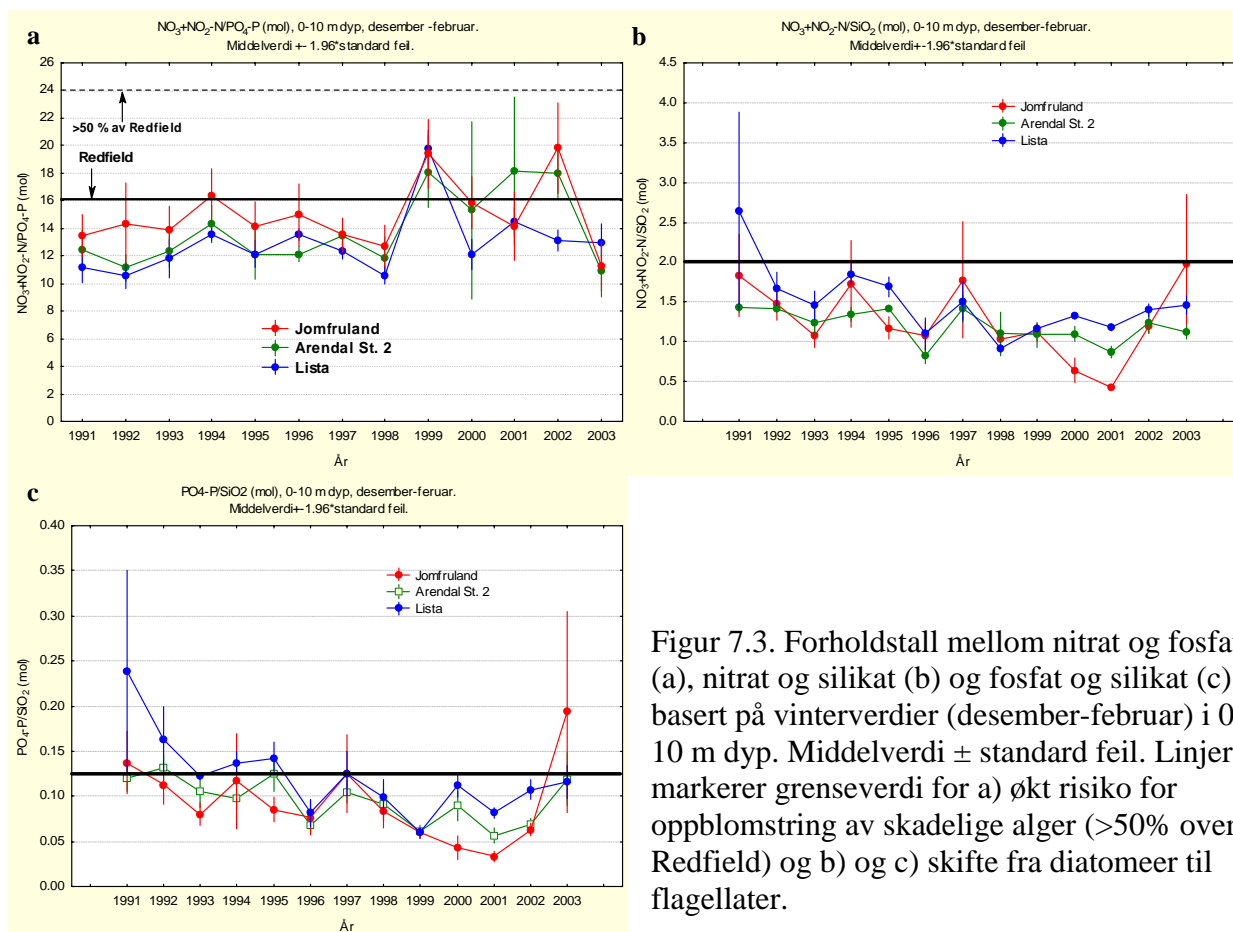 a
NO3+NO2-N/PO4-P (mol), 0-10 m dyp, desember -februar.
Middelverdi +- 1.96*standard feil.
NO3+NO2-N/PO4-P (mol)
26
24
22
20
18
16
14
12
10
8
6
4
2
0
>50 % av Redfield
Redfield
Jomfruland
Arendal St. 2
Lista
1991 1992 1993 1994 1995 1996 1997 1998 1999 2000 2001 2002 2003
År
b
NO3+NO2-N/SiO2 (mol), 0-10 m dyp, desember-februar.
Middelverdi+-1.96*standard feil
NO3+NO2-N/SiO2 (mol)
4.5
4.0
3.5
3.0
2.5
2.0
1.5
1.0
0.5
0.0
Jomfruland
Arendal St. 2
Lista
1991 1992 1993 1994 1995 1996 1997 1998 1999 2000 2001 2002 2003
År
c
PO4-P/SiO2 (mol), 0-10 m dyp, desember-feruar.
Middelverdi+-1.96*standard feil.
PO4-P/SiO2 (mol)
0.40
0.35
0.30
0.25
0.20
0.15
0.10
0.05
0.00
Jomfruland
Arendal St. 2
Lista
1991 1992 1993 1994 1995 1996 1997 1998 1999 2000 2001 2002 2003
År
Figur 7.3. Forholdstall mellom nitrat og fosfa
(a), nitrat og silikat (b) og fosfat og silikat (c)
basert på vinterverdier (desember-februar) i 0
10 m dyp. Middelverdi ± standard feil. Linjer
markerer grenseverdi for a) økt risiko for
oppblomstring av skadelige alger (>50% over
Redfield) og b) og c) skifte fra diatomeer til
flagellater.